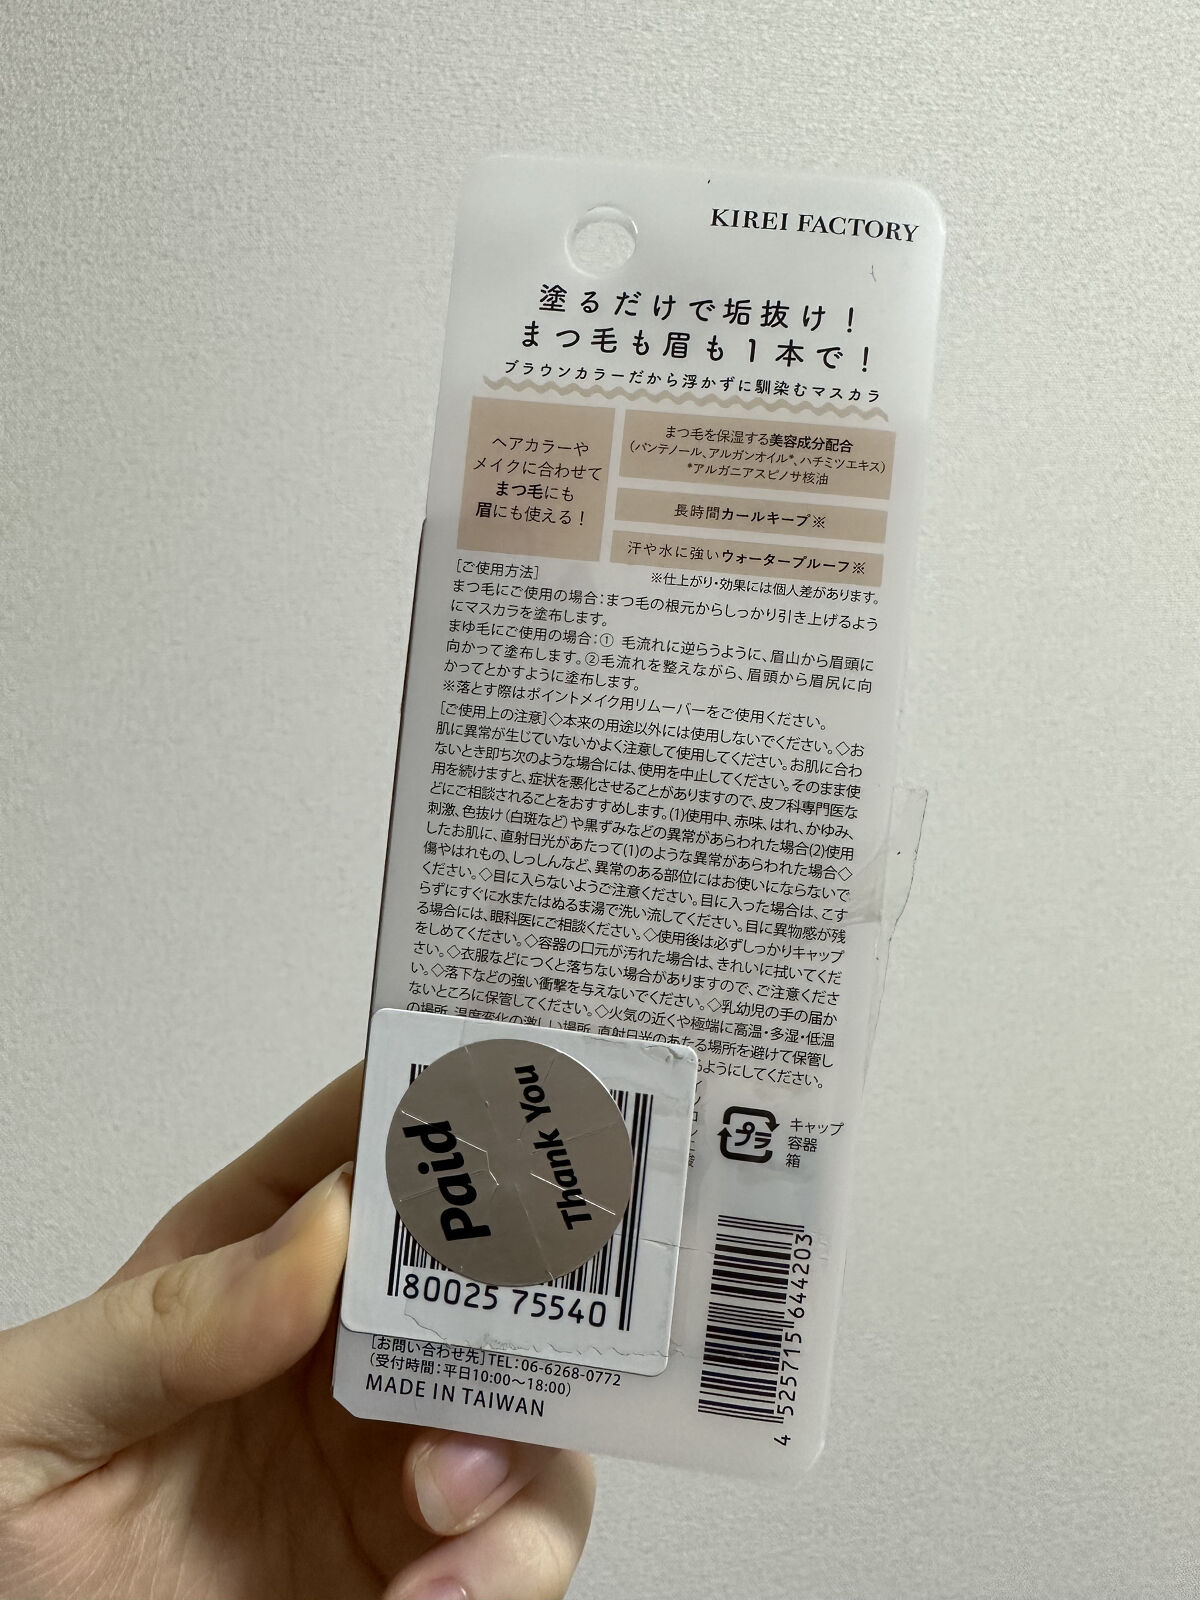 KIREI FACTORY
塗るだけで垢抜け！
まつ毛も眉も1本で！
ブラウンカラーだから浮かずに馴染むマスカラ
ヘアカラーや
メイクに合わせて
まつ毛にも
眉にも使える！
まつ毛を保湿する美容成分配合
(パンテノール、アルガンオイル*、ハチミツエキス)
*アルガニアスピノサ核油
長時間カールキープ※
汗や水に強いウォータープルーフ※
※仕上がり・効果には個人差があります。
[ご使用方法]
まつ毛にご使用の場合：まつ毛の根元からしっかり引き上げるよう
にマスカラを塗布します。
まゆ毛にご使用の場合：① 毛流れに逆らうように、眉山から眉頭に
向かって塗布します。②毛流れを整えながら、眉頭から眉尻に向
かってとかすように塗布します。
※落とす際はポイントメイク用リムーバーをご使用ください。
[ご使用上の注意]◇本来の用途以外には使用しないでください。◇お
肌に異常が生じていないかよく注意して使用してください。お肌に合わ
ないとき即ち次のような場合には、使用を中止してください。そのまま使
用を続けますと、症状を悪化させることがありますので、皮フ科専門医な
どにご相談されることをおすすめします。(1)使用中、赤味、はれ、かゆみ、
刺激、色抜け(白斑など)や黒ずみなどの異常があらわれた場合(2)使用
したお肌に、直射日光があたって(1)のような異常があらわれた場合◇
傷やはれもの、しっしんなど、異常のある部位にはお使いにならないで
ください。◇目に入らないようご注意ください。目に入った場合は、こす
らずにすぐに水またはぬるま湯で洗い流してください。目に異物感が残
る場合には、眼科医にご相談ください。◇使用後は必ずしっかりキャップ
をしめてください。◇容器の口元が汚れた場合は、きれいに拭いてくだ
さい。◇衣服などにつくと落ちない場合がありますので、ご注意くださ
い。◇落下などの強い衝撃を与えないでください。◇乳幼児の手の届か
ないところに保管してください。◇火気の近くや極端に高温・多湿・低温
の場所、温度変化の激しい場所、直射日光のあたる場所を避けて保管し
ようにしてください。
プラ
キャップ
容器
箱
Paid
Thank You
80025 75540
4 525715 644203
[お問い合わせ先]TEL：06-6268-0772
(受付時間：平日10:00～18:00)
MADE IN TAIWAN